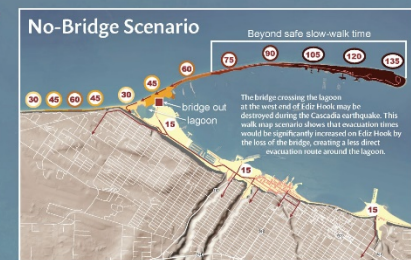 No-Bridge Scenario
Beyond safe slow-walk time
75
90
105
120
135
60
45
30
45
60
45
30
bridge out
lagoon
The bridge crossing the lagoon
at the west end of Ediz Hook may be
destroyed during the Cascadia earthquake. This
walk map scenario shows that evacuation times
would be significantly increased on Ediz Hook by
the loss of the bridge, creating a less direct
evacuation route around the lagoon.
15
15
15